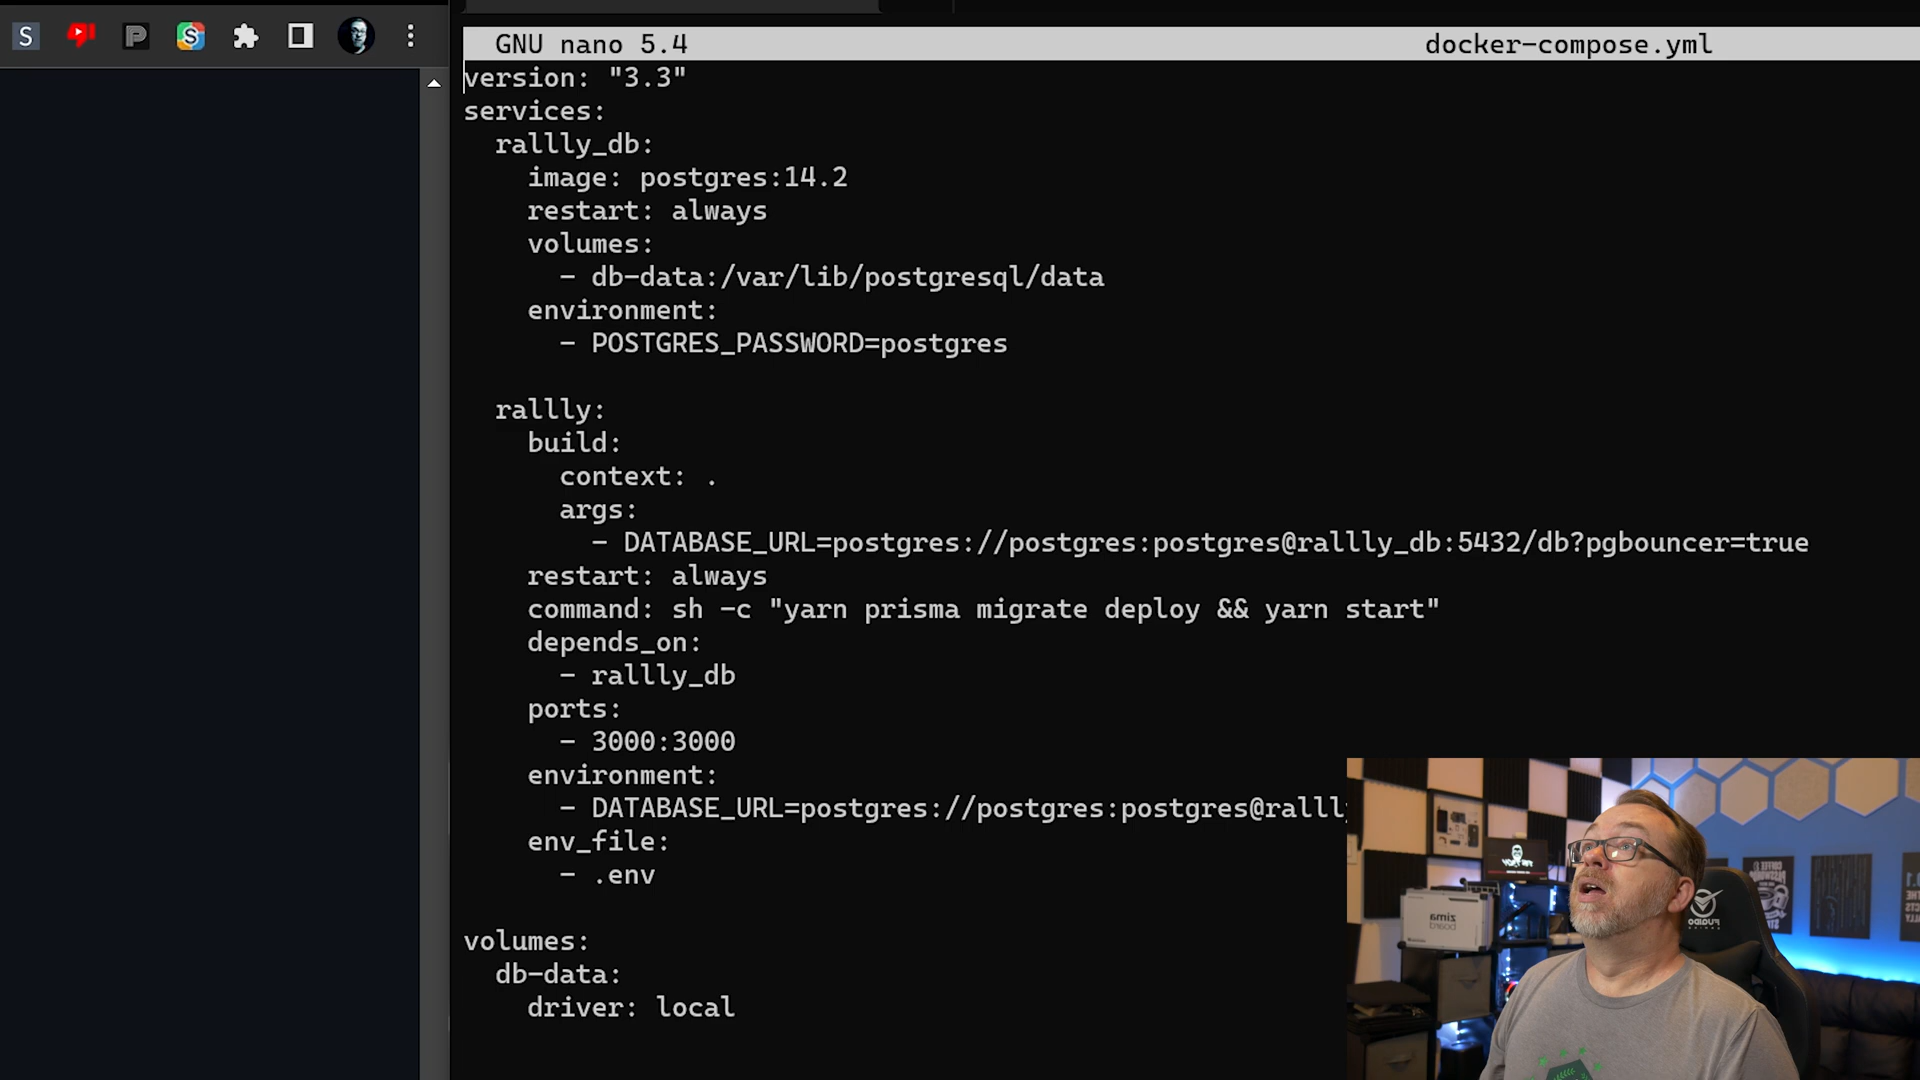 S
P
S
GNU nano 5.4
docker-compose.yml
version: "3.3"
services:
rallly_db:
image: postgres:14.2
restart: always
volumes:
- db-data:/var/lib/postgresql/data
environment:
- POSTGRES_PASSWORD=postgres
rallly:
build:
context: .
args:
- DATABASE_URL=postgres://postgres:postgres@rallly_db:5432/db?pgbouncer=true
restart: always
command: sh -c "yarn prisma migrate deploy && yarn start"
depends_on:
- rallly_db
ports:
- 3000:3000
environment:
- DATABASE_URL=postgres://postgres:postgres@rallly
env_file:
- .env
volumes:
db-data:
driver: local
zima
board